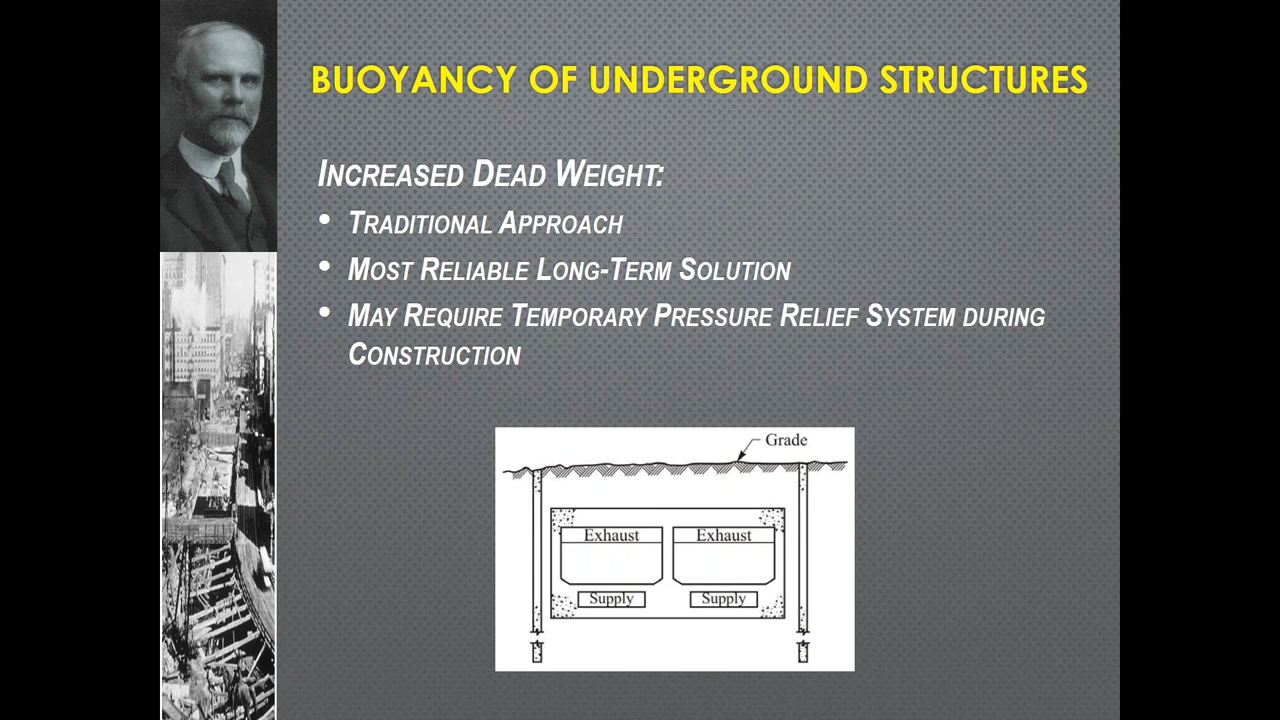 BUOYANCY OF UNDERGROUND STRUCTURES
INCREASED DEAD WEIGHT:
• TRADITIONAL APPROACH
• MOST RELIABLE LONG-TERM SOLUTION
• MAY REQUIRE TEMPORARY PRESSURE RELIEF SYSTEM DURING
CONSTRUCTION
Grade
Exhaust Exhaust
Supply Supply